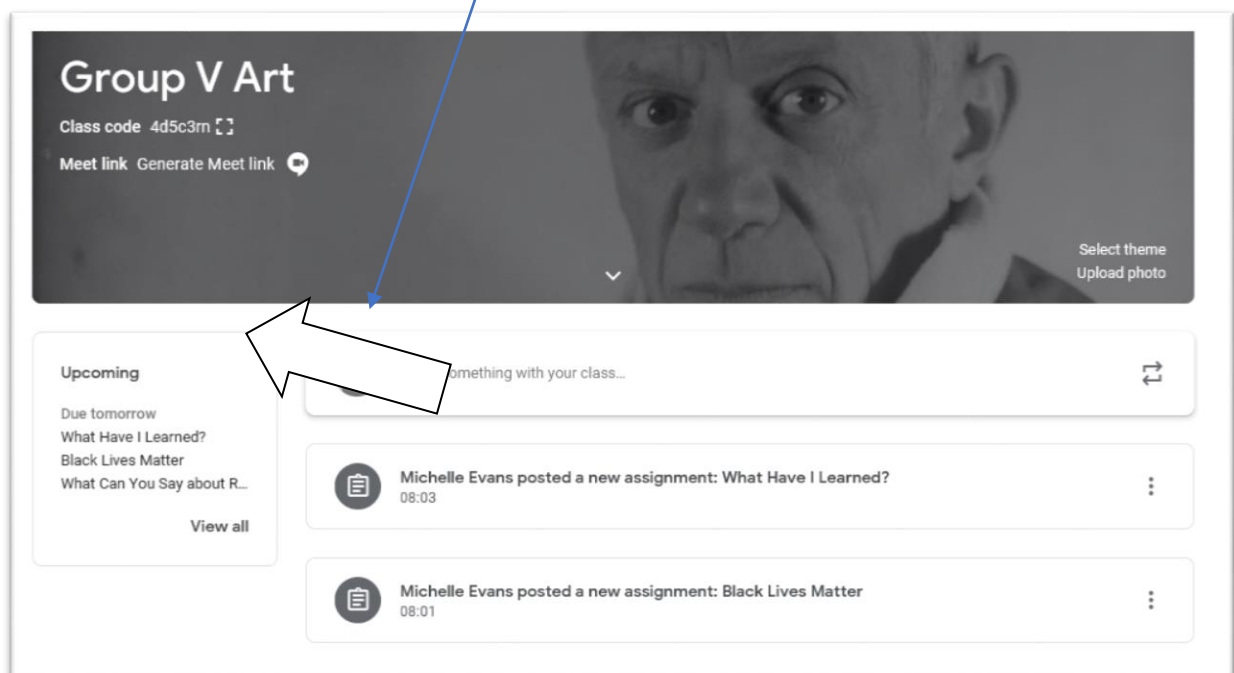 Group V Art
Class code 4d5c3rn
Meet link Generate Meet link
Select theme
Upload photo
Upcoming
Due tomorrow
What Have I Learned?
Black Lives Matter
What Can You Say about R...
View all
omething with your class...
Michelle Evans posted a new assignment: What Have I Learned?
08:03
Michelle Evans posted a new assignment: Black Lives Matter
08:01